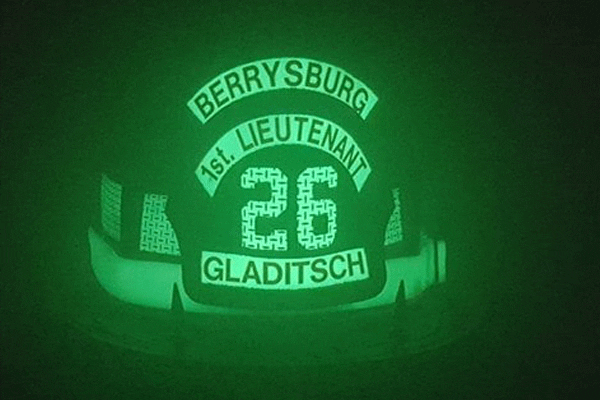 BERRYSBURG
1st. LIEUTENANT
26
GLADITSCH